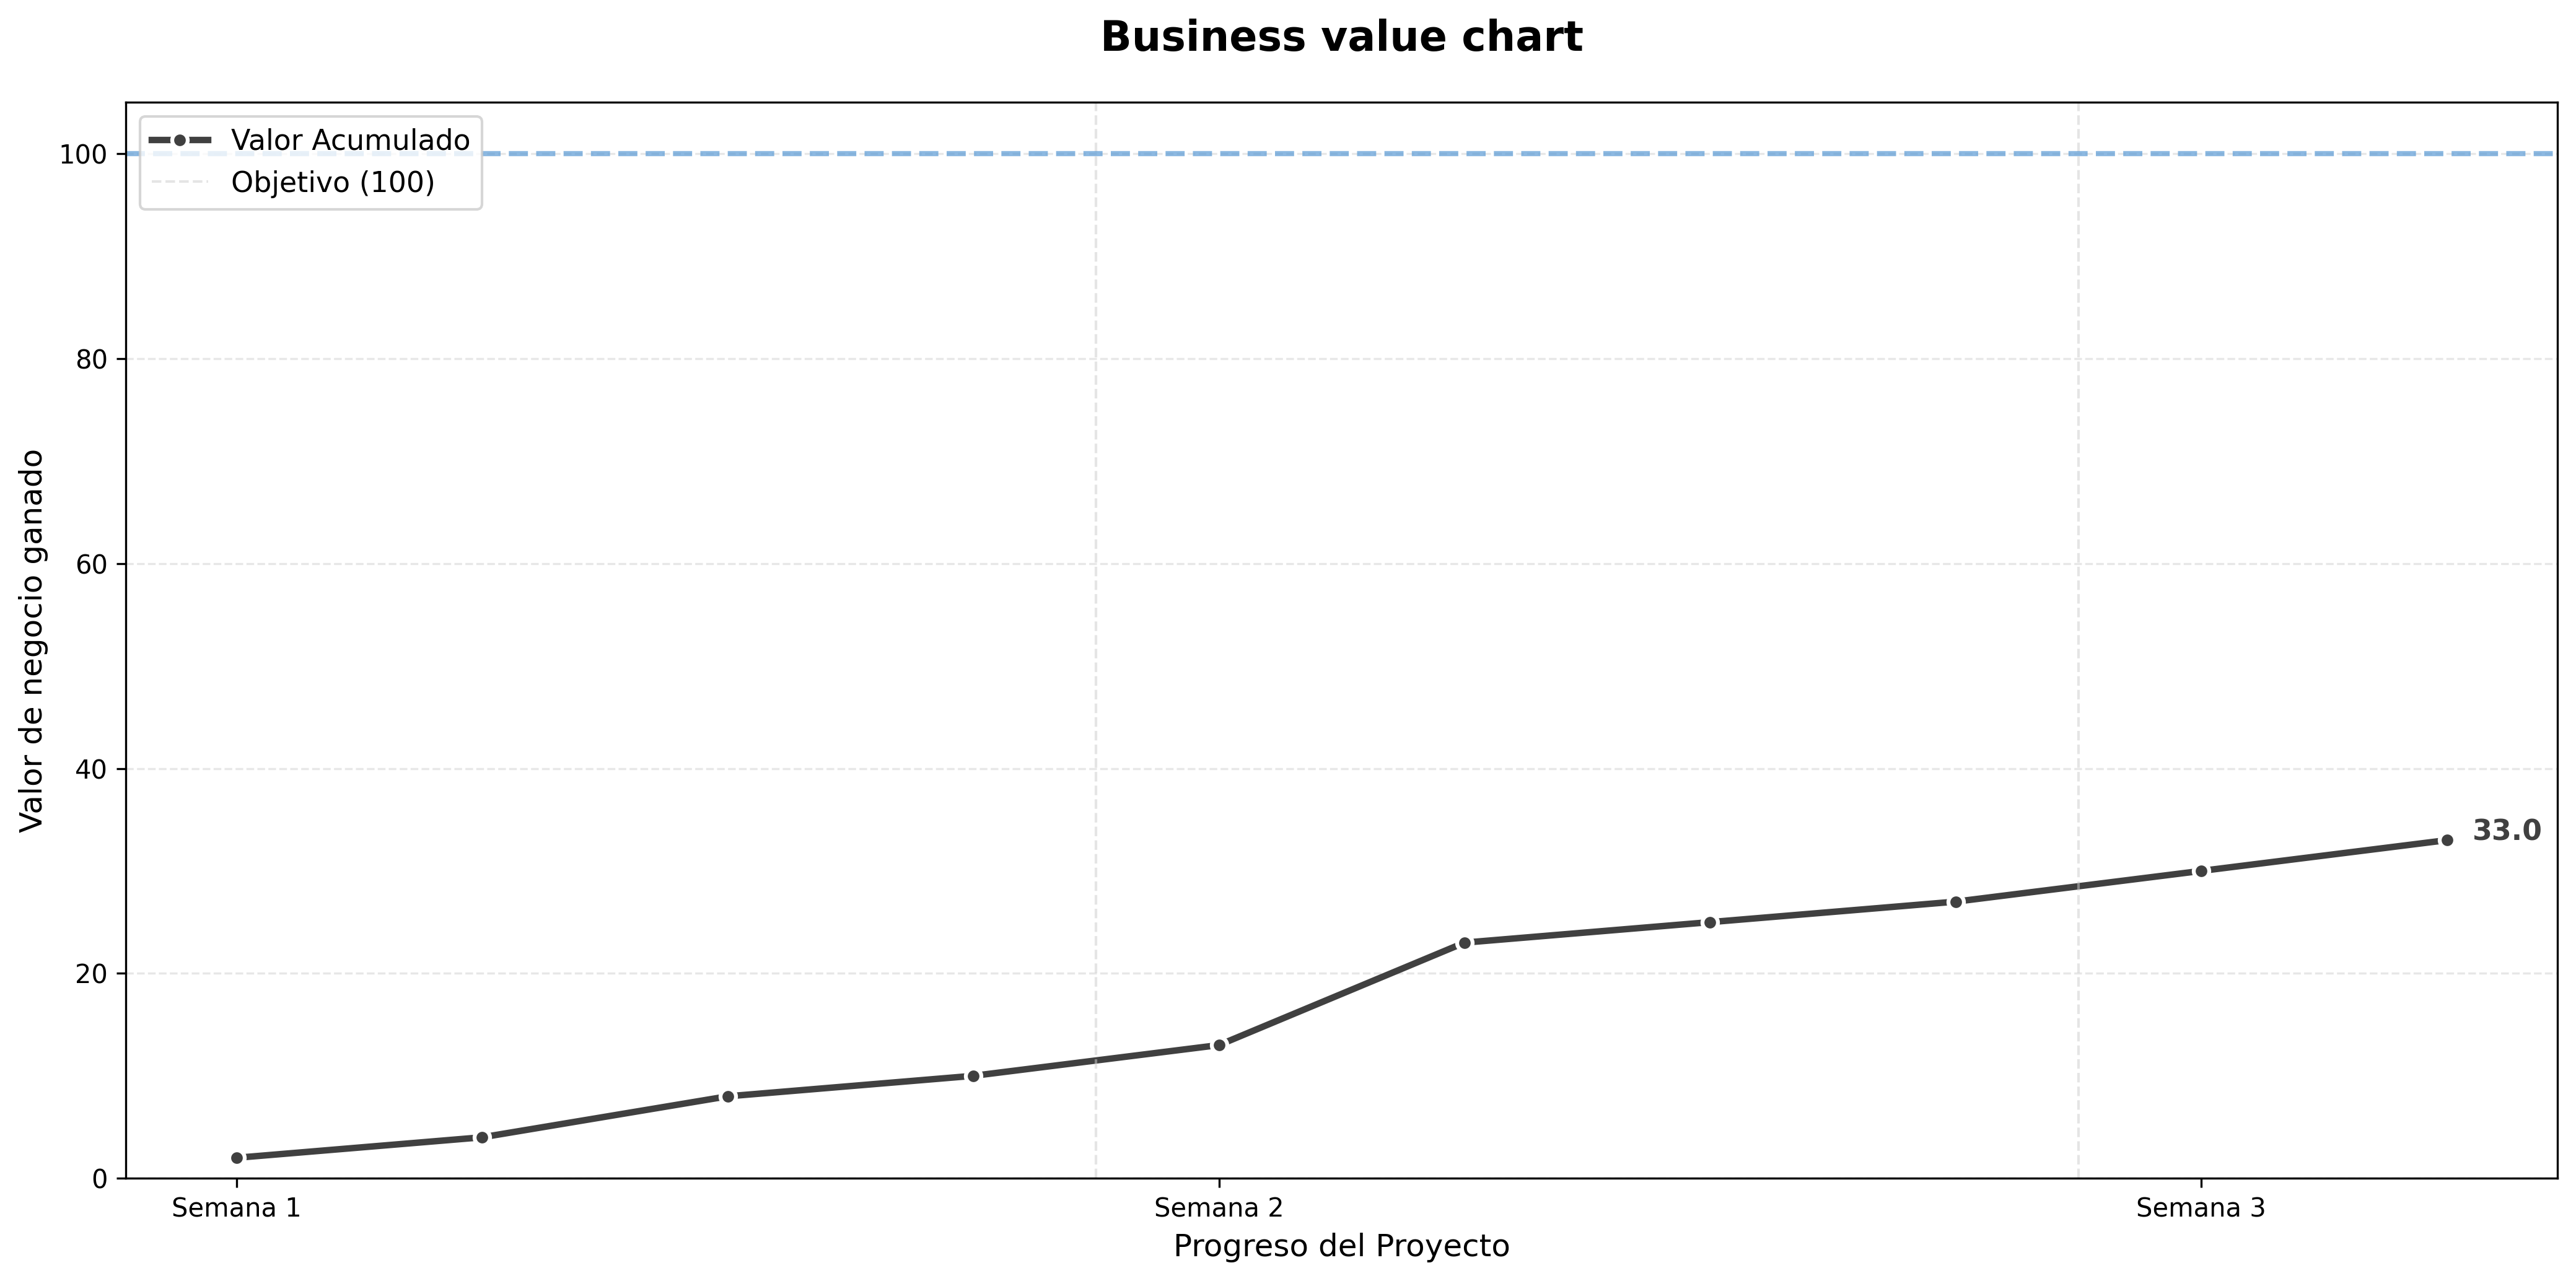 Business value chart
Valor Acumulado
Objetivo (100)
100
80
60
40
20
0
Valor de negocio ganado
33.0
Semana 1
Semana 2
Semana 3
Progreso del Proyecto